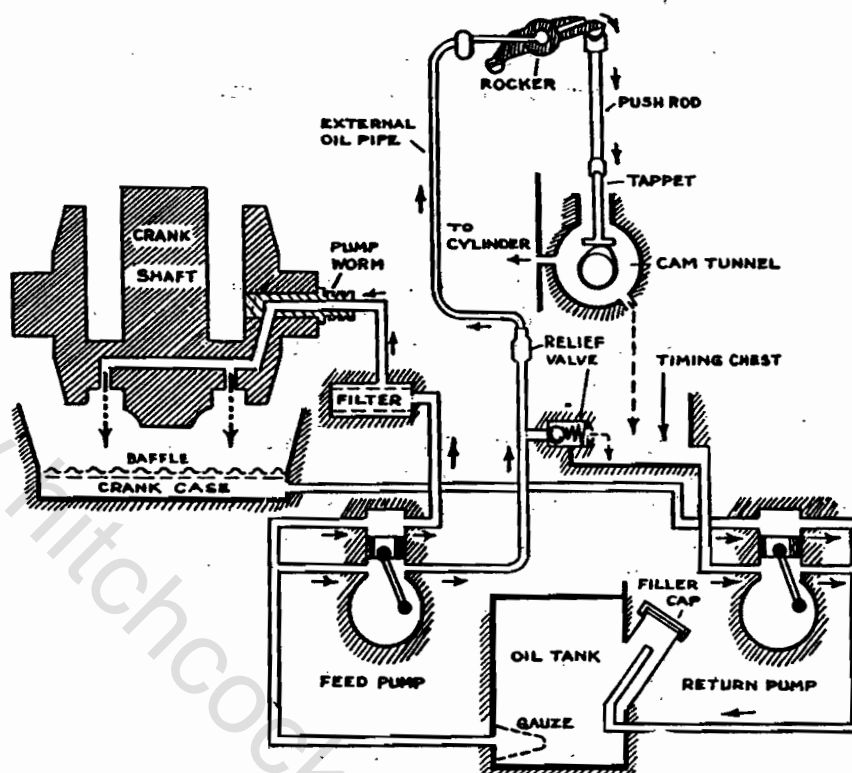 ROCKER
PUSH ROD
EXTERNAL
OIL PIPE
TAPPET
TO
CYLINDER
CRANK
SHAFT
PUMP
WORM
CAM TUNNEL
RELIEF
VALVE
TIMING CHEST
FILTER
BAFFLE
CRANK CASE
FILLER
CAP
OIL TANK
FEED PUMP
RETURN PUMP
GAUZE
hitchcock